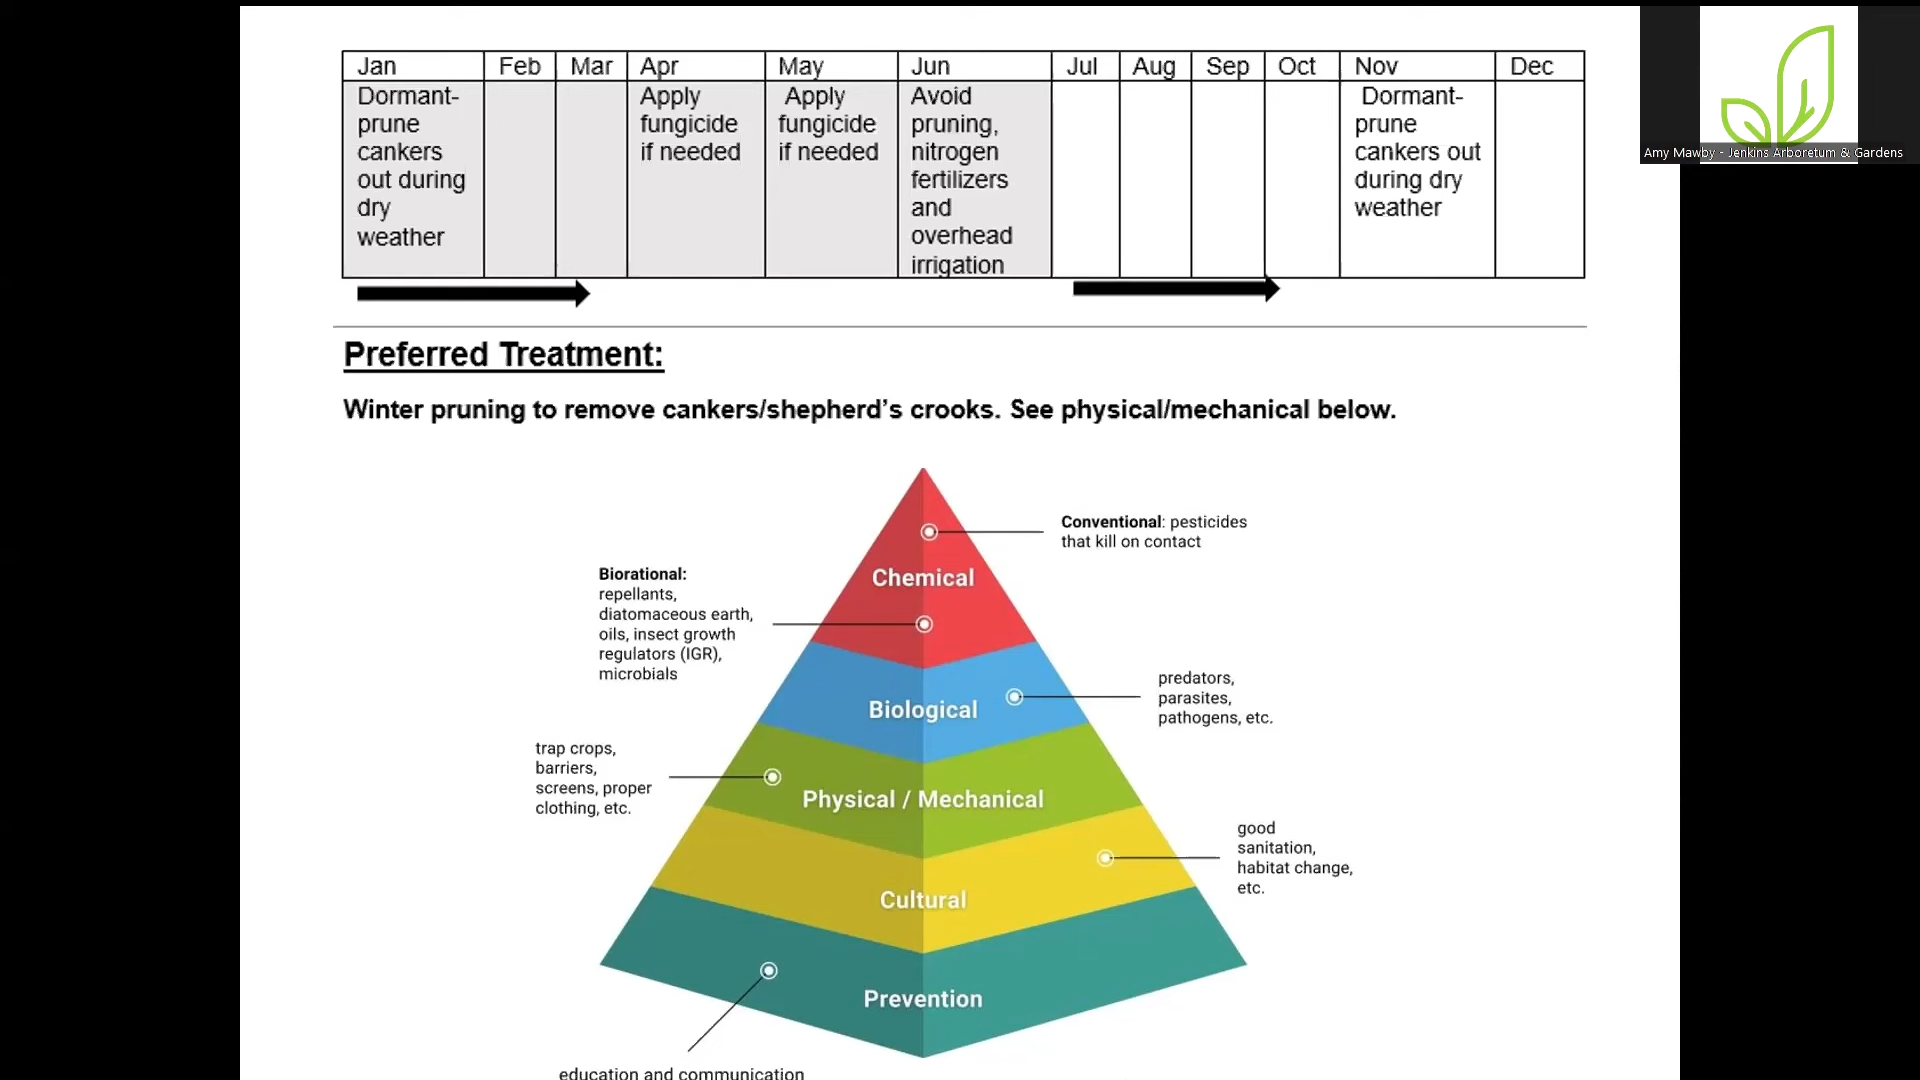 Jan Feb Mar Apr May Jun Jul Aug Sep Oct Nov Dec
Dormant-
prune
cankers
out during
dry
weather
Apply
fungicide
if needed
Apply
fungicide
if needed
Avoid
pruning,
nitrogen
fertilizers
and
overhead
irrigation
Dormant-
prune
cankers out
during dry
weather
Amy Mawby - Jenkins Arboretum & Gardens
Preferred Treatment:
Winter pruning to remove cankers/shepherd’s crooks. See physical/mechanical below.
Conventional: pesticides
that kill on contact
Chemical
Biorational:
repellants,
diatomaceous earth,
oils, insect growth
regulators (IGR),
microbials
Biological
predators,
parasites,
pathogens, etc.
trap crops,
barriers,
screens, proper
clothing, etc.
Physical / Mechanical
good
sanitation,
habitat change,
etc.
Cultural
Prevention
education and communication